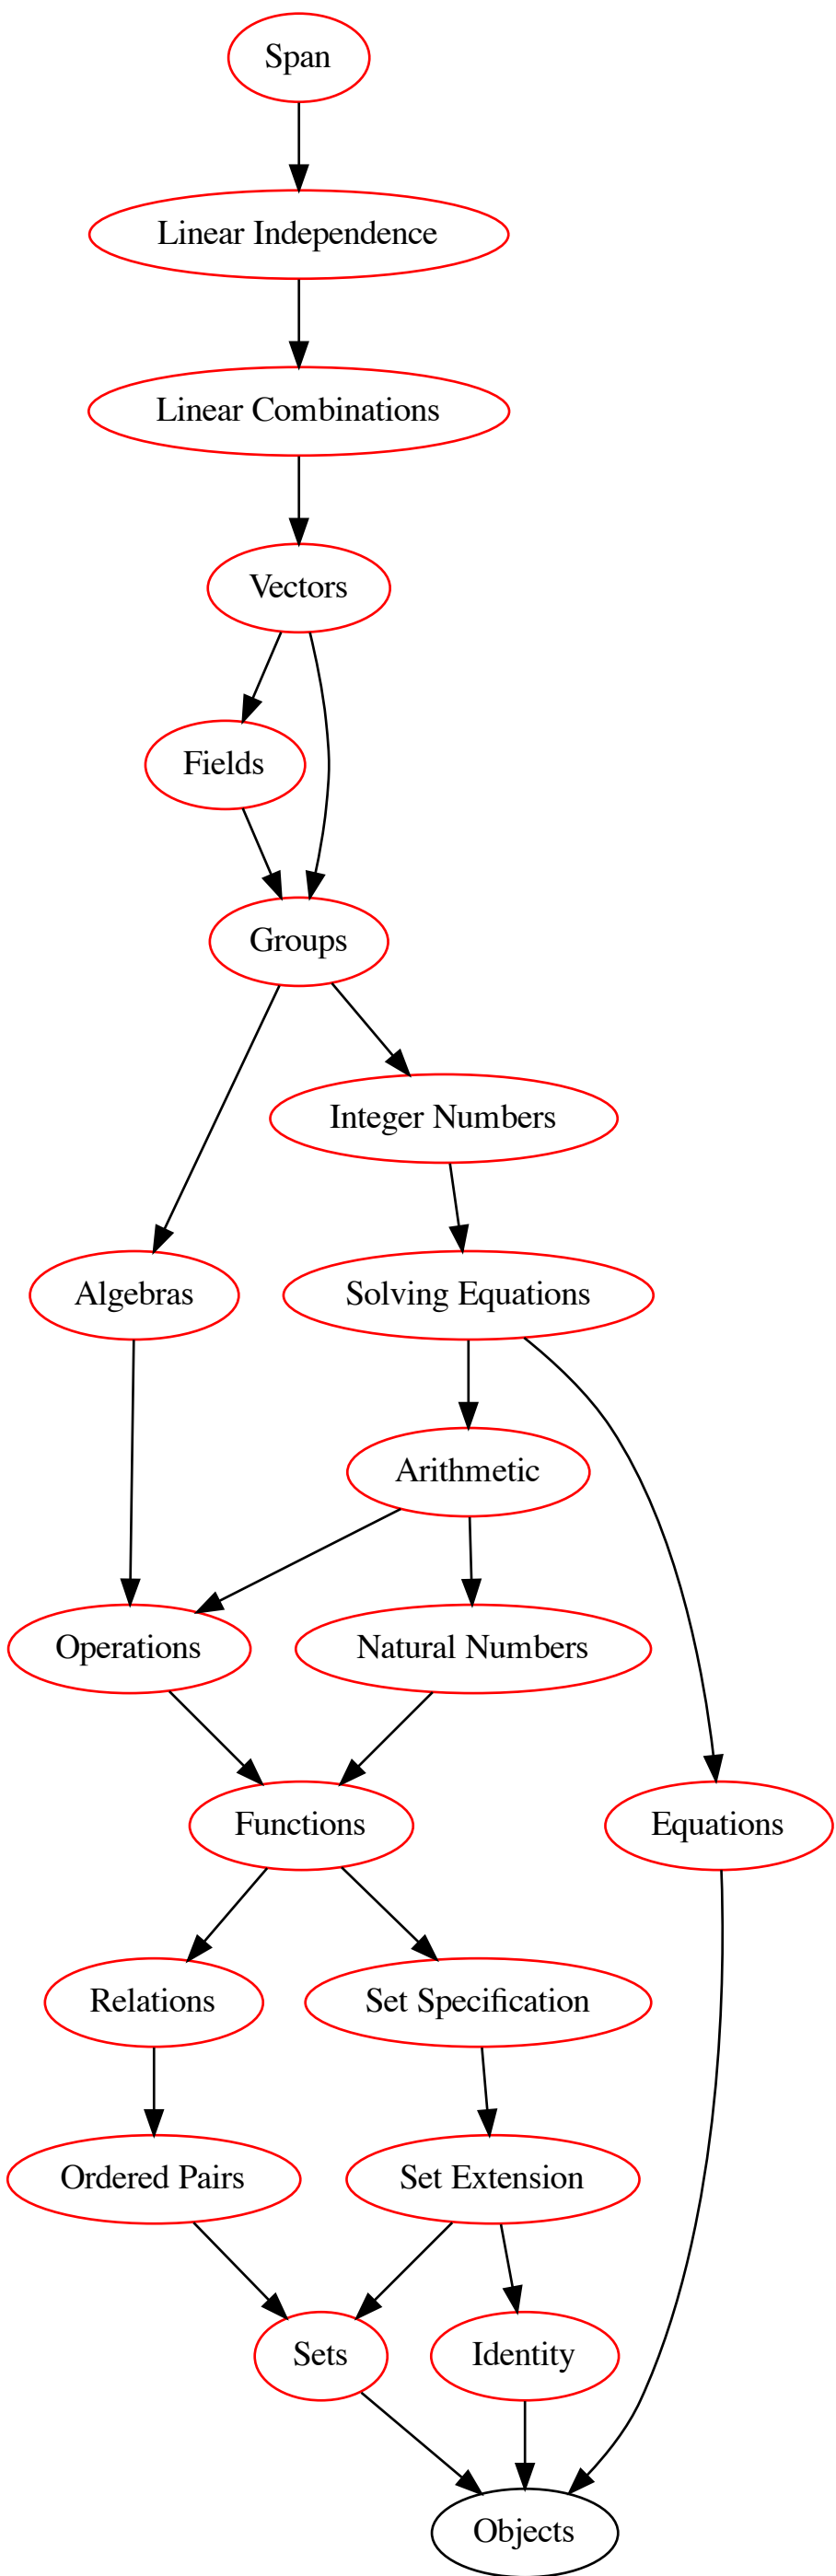 Span
Linear Independence
Linear Combinations
Vectors
Fields
Groups
Integer Numbers
Algebras
Solving Equations
Arithmetic
Operations
Natural Numbers
Functions
Equations
Relations
Set Specification
Ordered Pairs
Set Extension
Sets
Identity
Objects